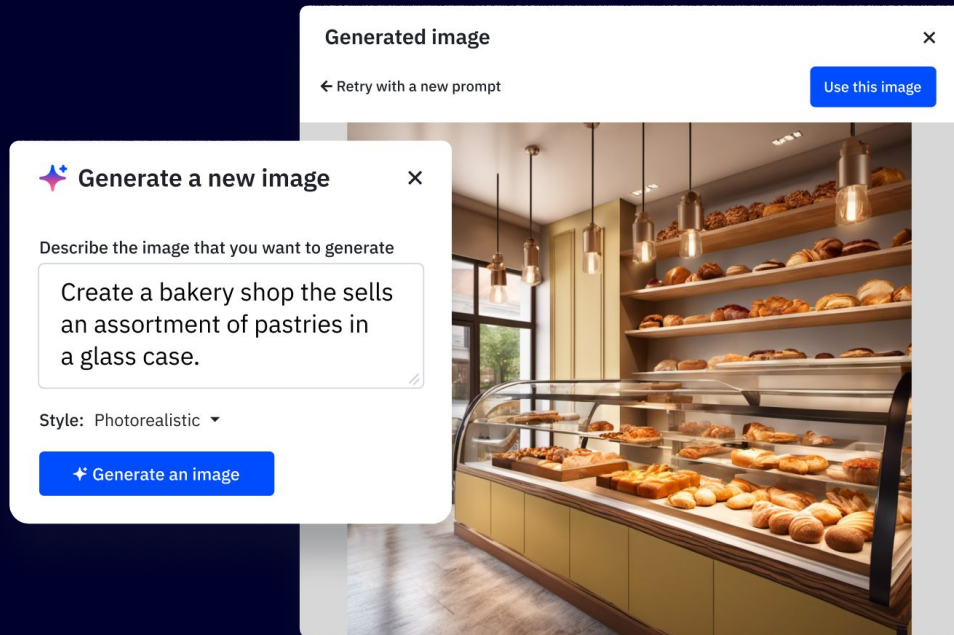 Generated image
← Retry with a new prompt
Use this image
Generate a new image
Describe the image that you want to generate
Create a bakery shop the sells
an assortment of pastries in
a glass case.
Style: Photorealistic
Generate an image